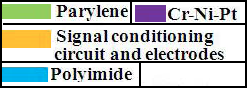 Parylene Cr-Ni-Pt
Signal conditioning
circuit and electrodes
Polyimide